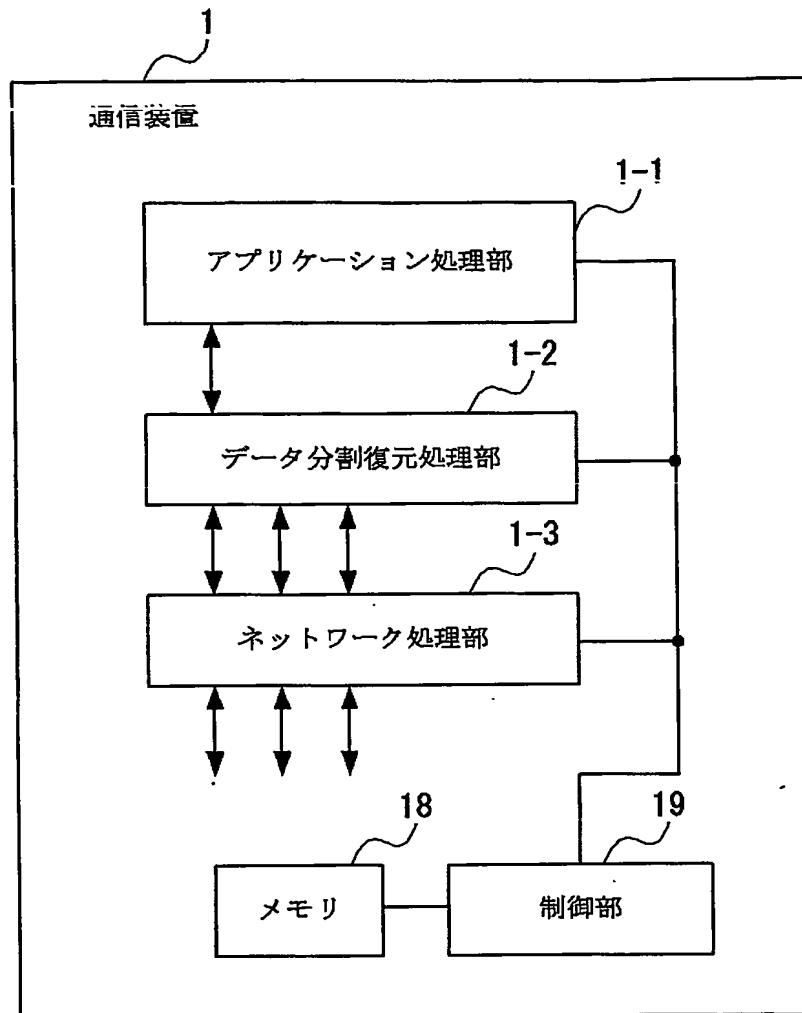 1
通信装置
1-1
アプリケーション処理部
1-2
データ分割復元処理部
1-3
ネットワーク処理部
18
19
メモリ
制御部